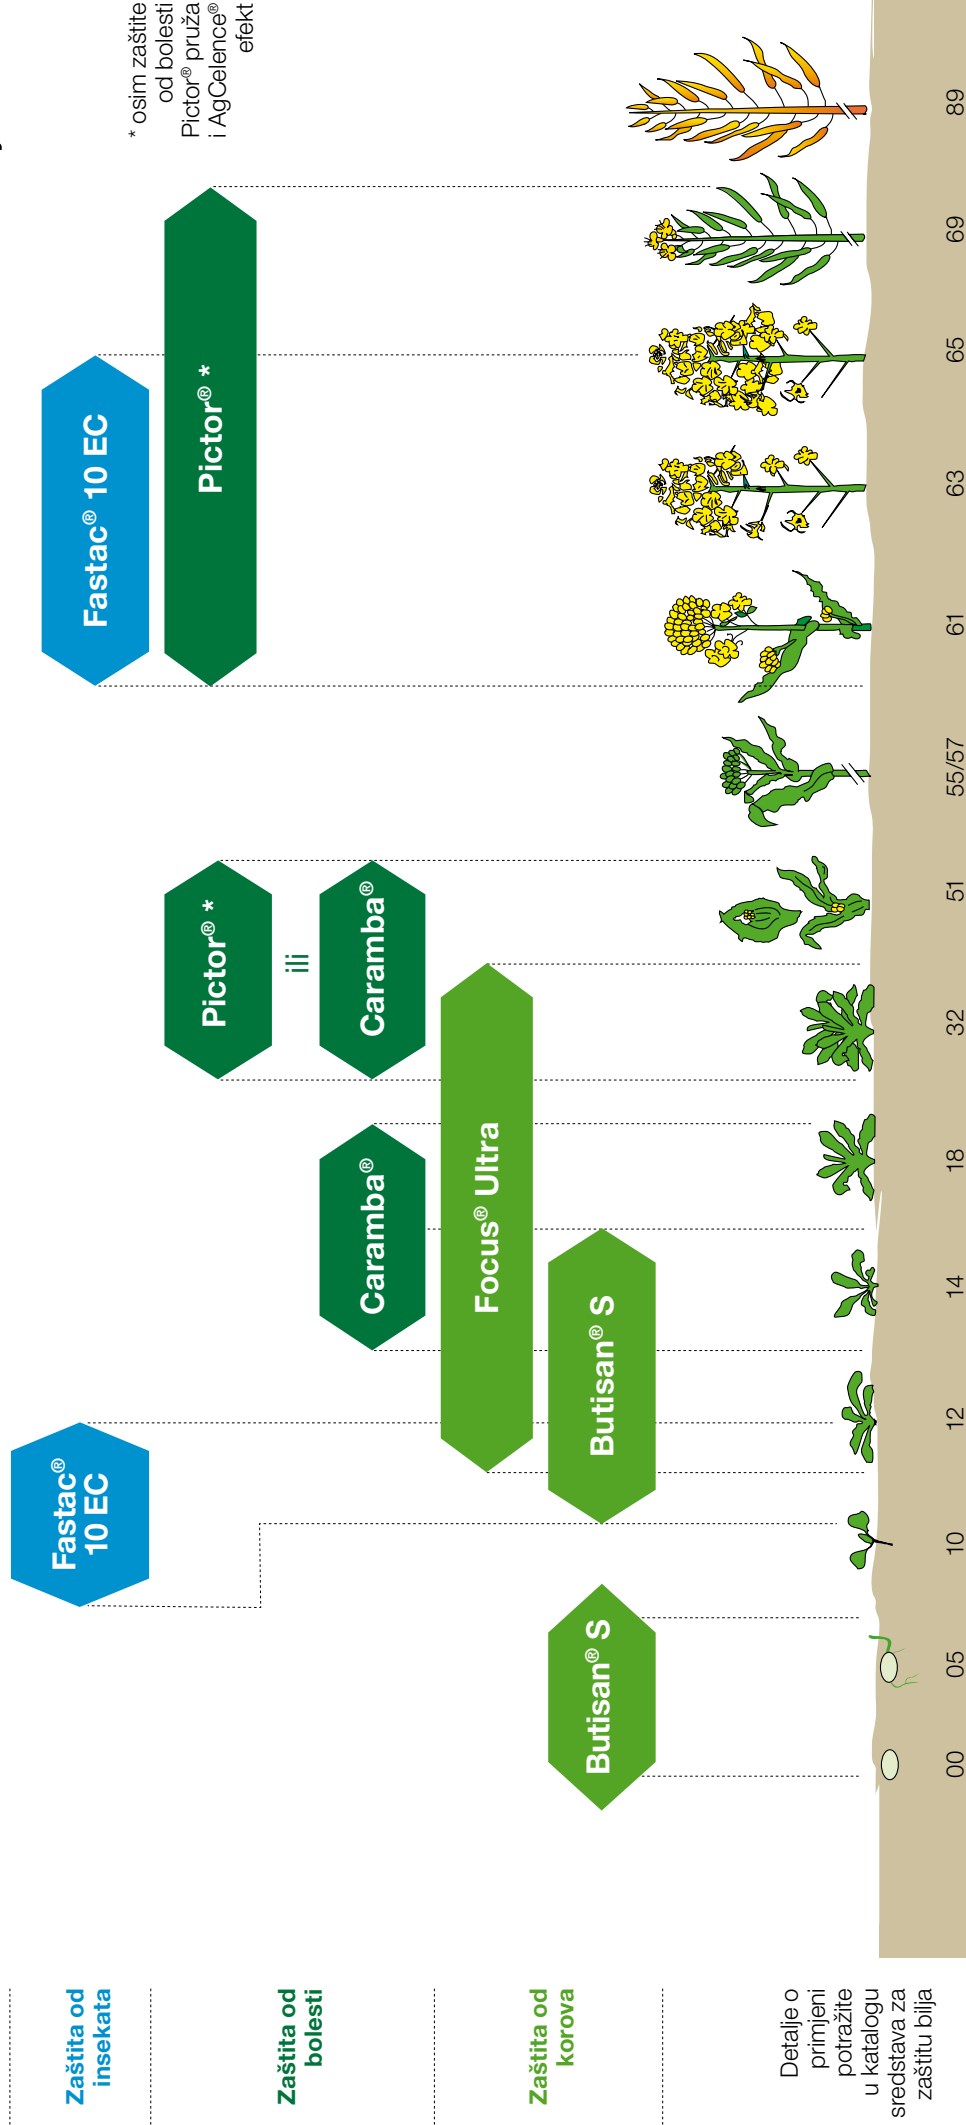 Zaštita od
insekata
Fastac®
10 EC
Fastac® 10 EC
* osim zaštite
od bolesti
Pictor® pruža
i AgCelence®
efekt
Zaštita od
bolesti
Pictor® *
Pictor® *
ili
Caramba®
Caramba®
Zaštita od
korova
Focus® Ultra
Butisan® S
Butisan® S
Detalje o
primjeni
potražite
u katalogu
sredstava za
zaštitu bilja
00 05 10 12 14 18 32 51 55/57 61 63 65 69 89